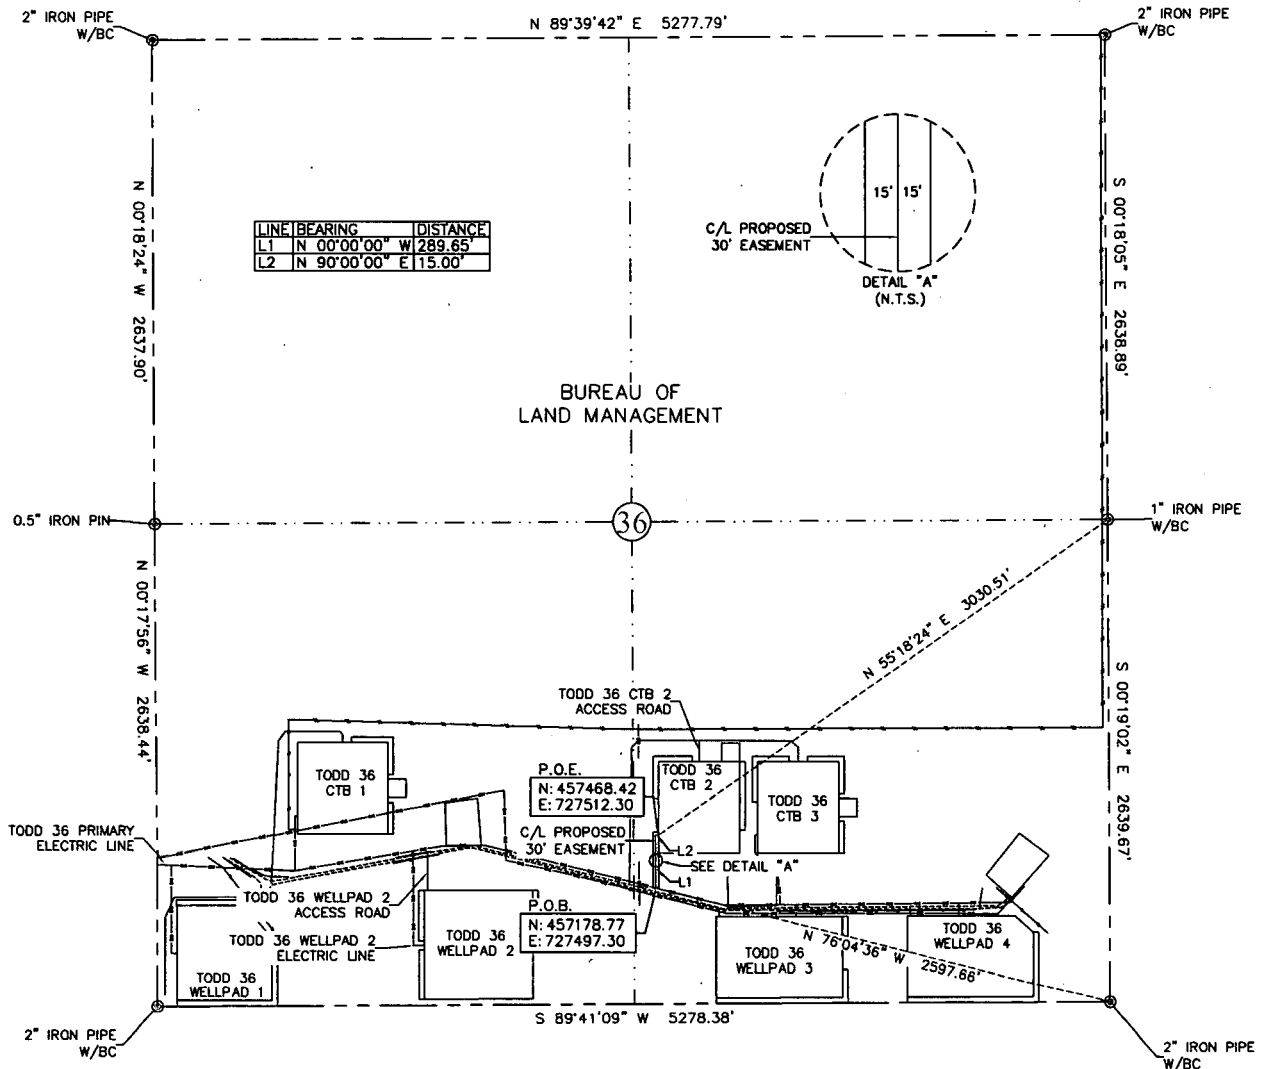 2" IRON PIPE
W/BC
N 89°39'42" E 5277.79'
2" IRON PIPE
W/BC
N 00°18'24" W 2637.90'
LINE BEARING DISTANCE
L1 N 00°00'00" W 289.65'
L2 N 90°00'00" E 15.00'
15' 15'
C/L PROPOSED
30' EASEMENT
DETAIL "A"
(N.T.S.)
S 00°18'05" E 2638.89'
BUREAU OF
LAND MANAGEMENT
0.5" IRON PIN
36
1" IRON PIPE
W/BC
N 00°17'56" W 2638.44'
N 55°18'24" E 3030.51'
S 00°19'02" E 2639.67'
TODD 36 CTB 2
ACCESS ROAD
TODD 36
CTB 1
P.O.E.
N: 457468.42
E: 727512.30
TODD 36
CTB 2
TODD 36
CTB 3
TODD 36 PRIMARY
ELECTRIC LINE
C/L PROPOSED
30' EASEMENT
L2
SEE DETAIL "A"
L1
TODD 36 WELLPAD 2
ACCESS ROAD
P.O.B.
N: 457178.77
E: 727497.30
TODD 36 WELLPAD 2
ELECTRIC LINE
TODD 36
WELLPAD 2
TODD 36
WELLPAD 1
TODD 36
WELLPAD 3
TODD 36
WELLPAD 4
N 76°04'36" W 2597.66'
S 89°41'09" W 5278.38'
2" IRON PIPE
W/BC
2" IRON PIPE
W/BC